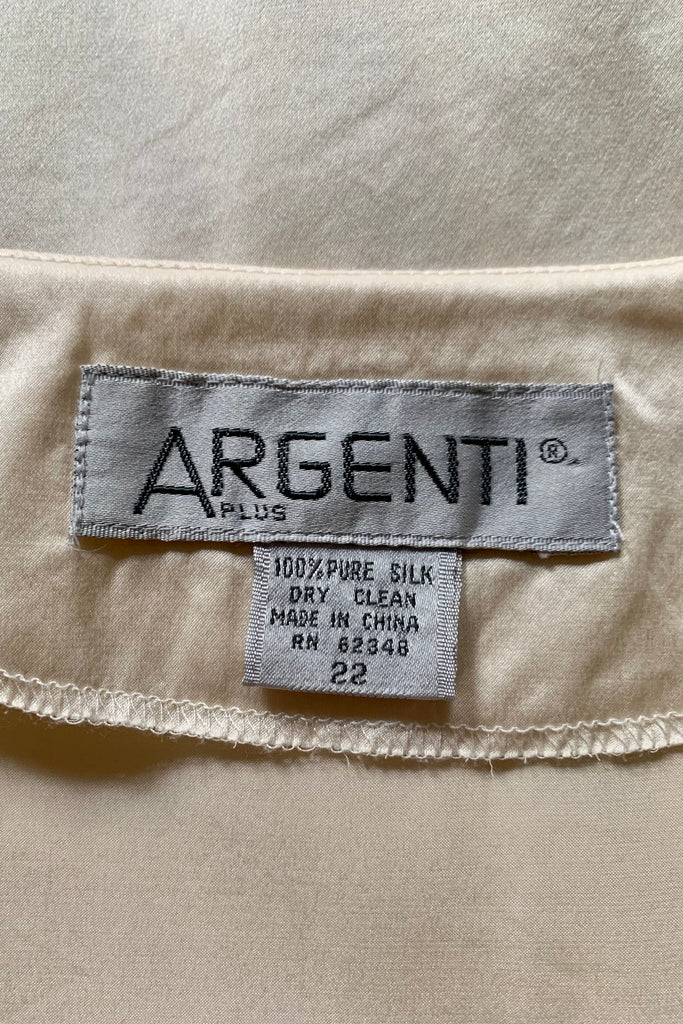 ARGENTI®
PLUS
100% PURE SILK
DRY CLEAN
MADE IN CHINA
RN 62348
22